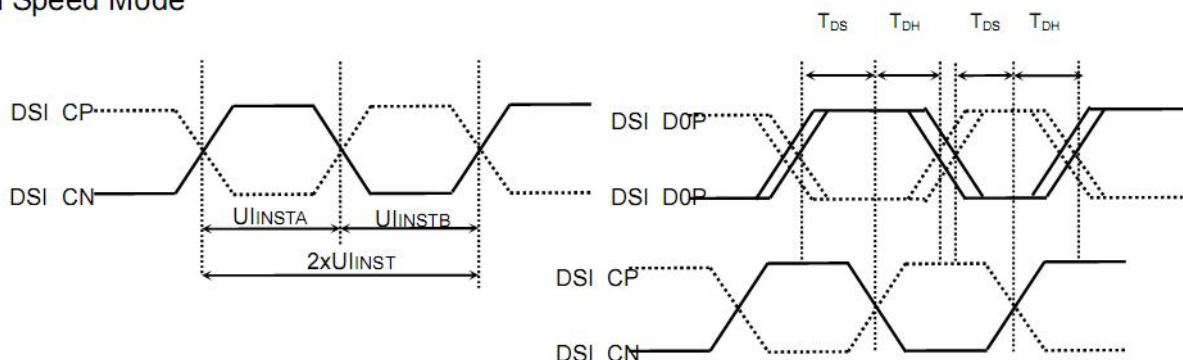 Speed Mode
DSI CP
DSI CN
UIINSTA
UIINSTB
2xUIINST
TDS
TDH
TDS
TDH
DSI D0P
DSI D0P
DSI CP
DSI CN